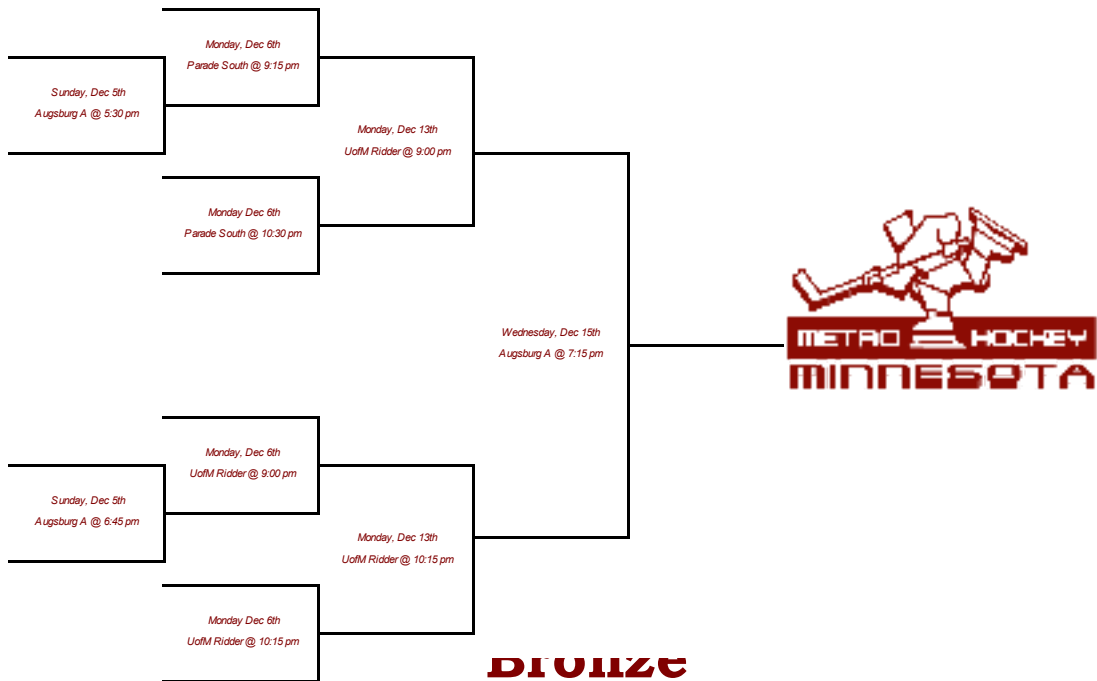 Monday, Dec 6th
Parade South @ 9:15 pm
Sunday, Dec 5th
Augsburg A @ 5:30 pm
Monday, Dec 13th
UofM Ridder @ 9:00 pm
Monday Dec 6th
Parade South @ 10:30 pm
Wednesday, Dec 15th
Augsburg A @ 7:15 pm
METRO HOCKEY
MINNESOTA
Monday, Dec 6th
UofM Ridder @ 9:00 pm
Sunday, Dec 5th
Augsburg A @ 6:45 pm
Monday, Dec 13th
UofM Ridder @ 10:15 pm
Monday Dec 6th
UofM Ridder @ 10:15 pm
Bronze